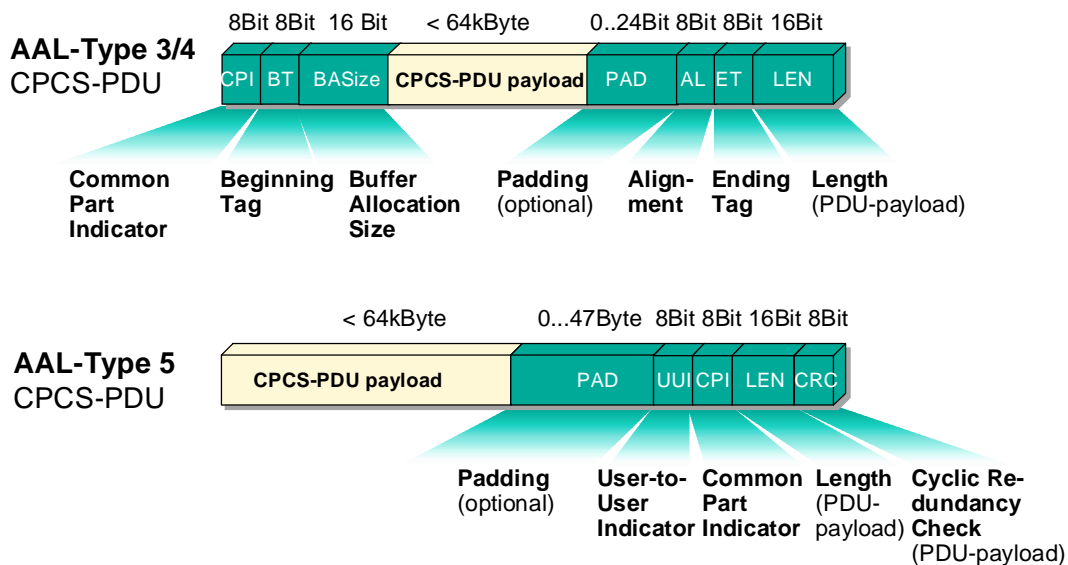 8Bit 8Bit 16 Bit < 64kByte 0..24Bit 8Bit 8Bit 16Bit
AAL-Type 3/4
CPCS-PDU
CPI BT BASize CPCS-PDU payload PAD AL ET LEN
Common
Part
Indicator
Beginning
Tag
Buffer
Allocation
Size
Padding
(optional)
Align-
ment
Ending
Tag
Length
(PDU-payload)
< 64kByte 0...47Byte 8Bit 8Bit 16Bit 8Bit
AAL-Type 5
CPCS-PDU
CPCS-PDU payload PAD UUI CPI LEN CRC
Padding
(optional)
User-to-
User
Indicator
Common
Part
Indicator
Length
(PDU-
payload)
Cyclic Re-
dundancy
Check
(PDU-payload)